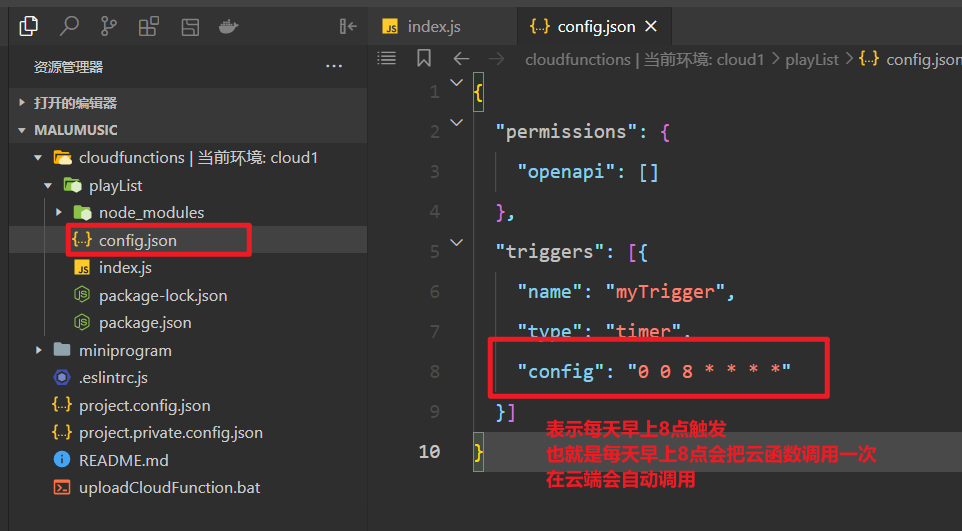 index.js
config.json
资源管理器
cloudfunctions | 当前环境: cloud1
playList
config.json
打开的编辑器
MALUMUSIC
cloudfunctions | 当前环境: cloud1
playList
node_modules
config.json
index.js
package-lock.json
package.json
miniprogram
.eslintrc.js
project.config.json
project.private.config.json
README.md
uploadCloudFunction.bat
1 {
2 "permissions": {
3 "openapi": []
4 },
5 "triggers": [{
6 "name": "myTrigger",
7 "type": "timer",
8 "config": "0 0 8 * * * *"
9 }]
10 }
表示每天早上8点触发
也就是每天早上8点会把云函数调用一次
在云端会自动调用